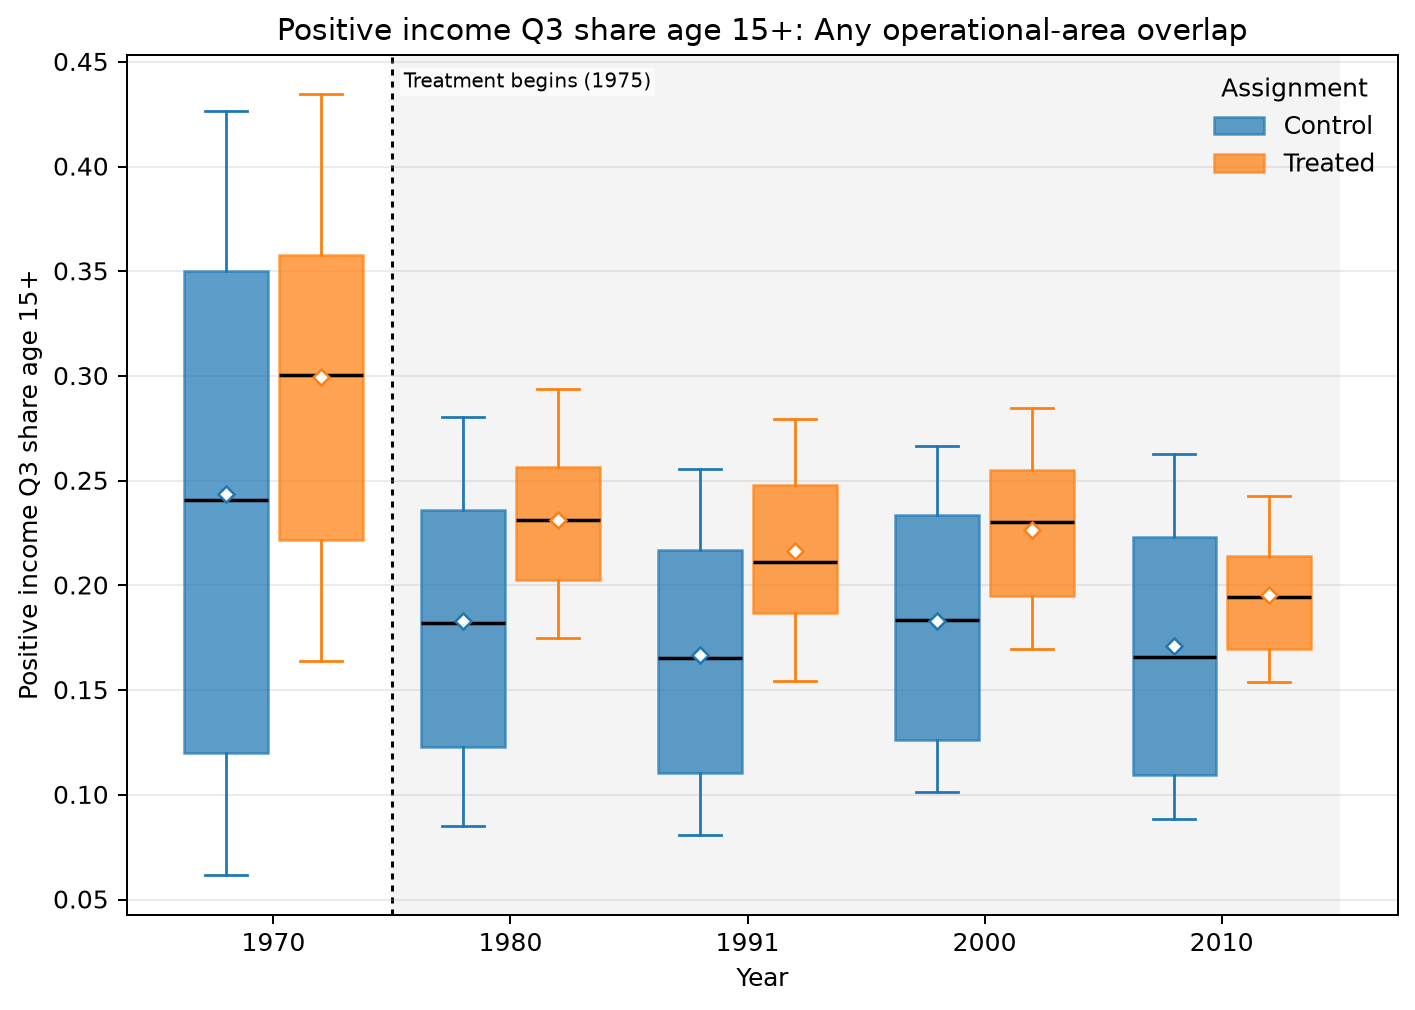 Positive income Q3 share age 15+: Any operational-area overlap
Treatment begins (1975)
Assignment
Control
Treated
Positive income Q3 share age 15+
0.45
0.40
0.35
0.30
0.25
0.20
0.15
0.10
0.05
1970
1980
1991
2000
2010
Year